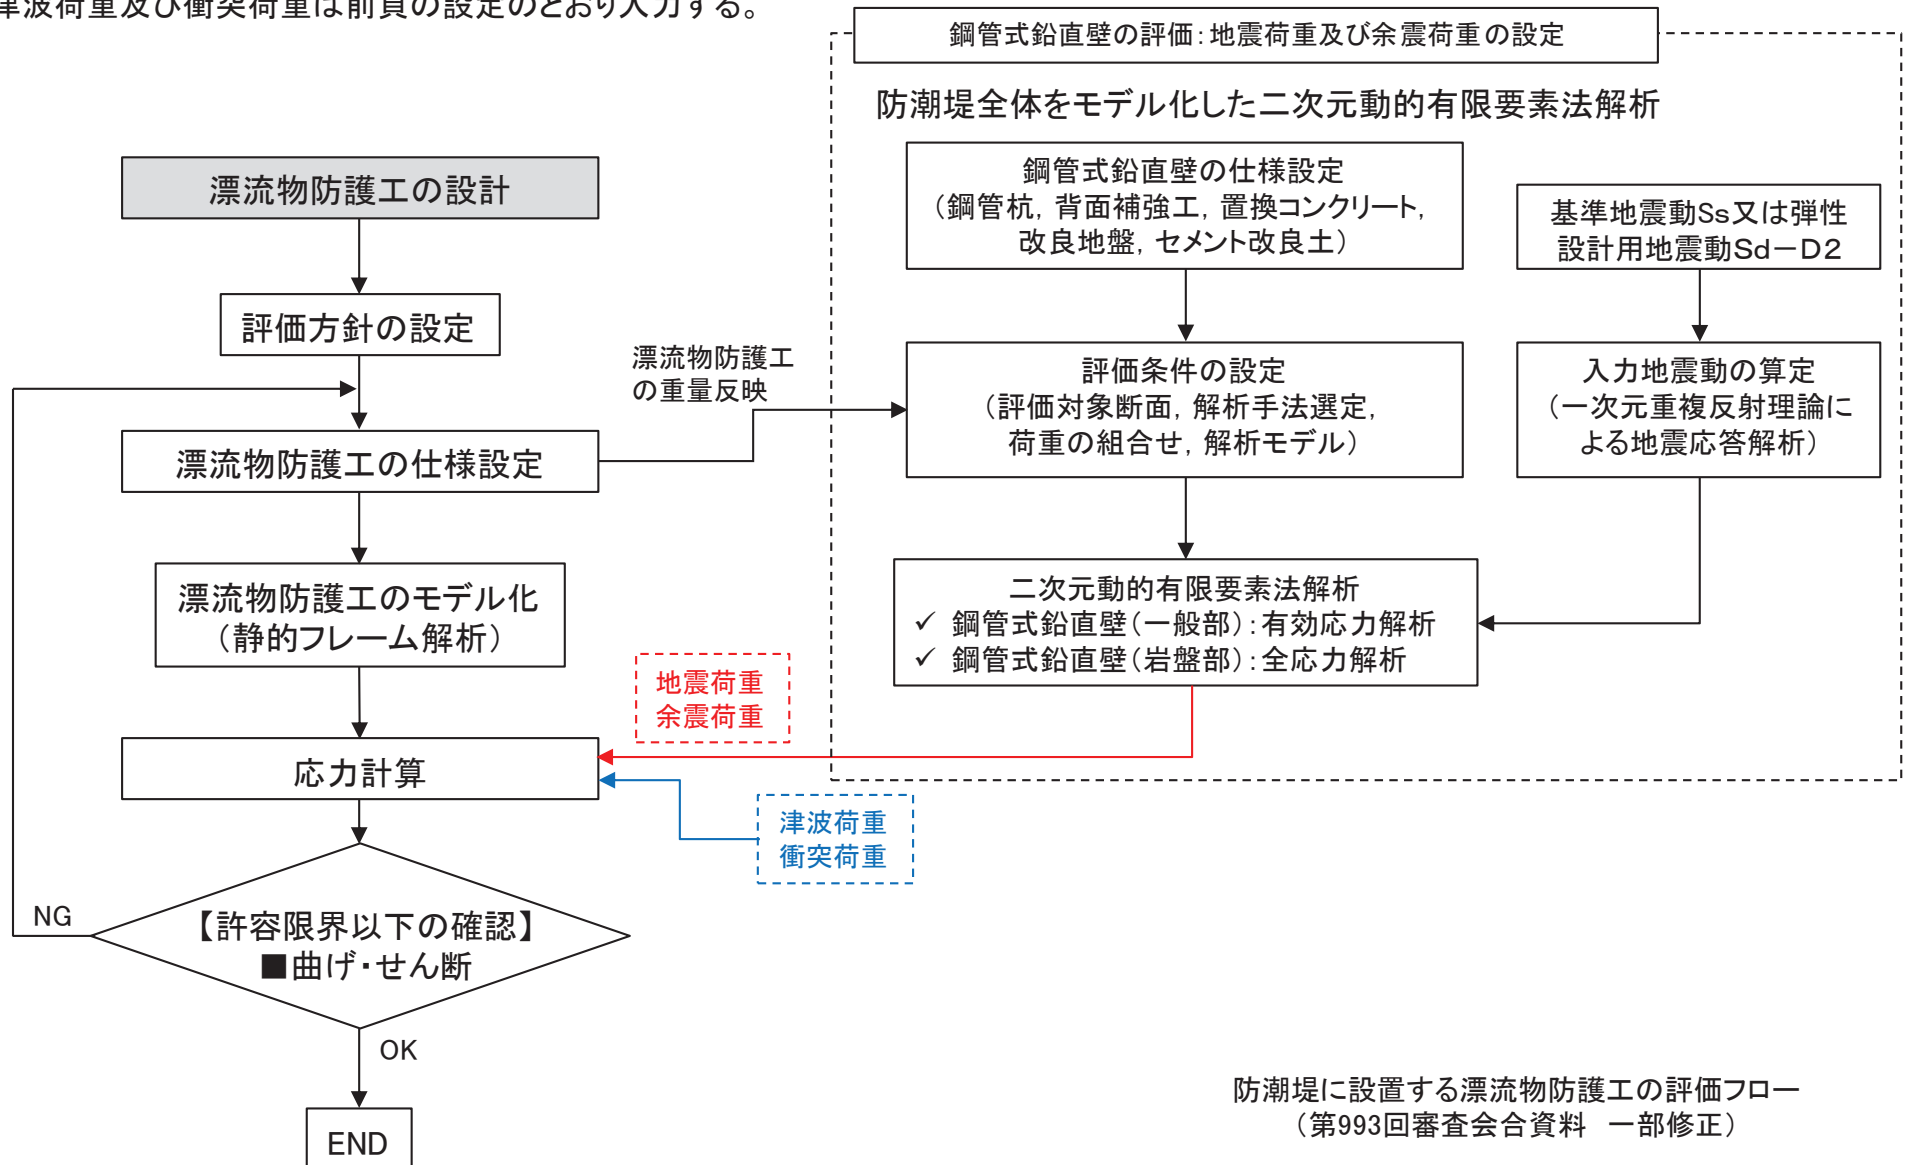 津波荷重及び衝突荷重は前頁の設定のとおり入力する。
鋼管式鉛直壁の評価：地震荷重及び余震荷重の設定
防潮堤全体をモデル化した二次元動的有限要素法解析
漂流物防護工の設計
評価方針の設定
漂流物防護工の仕様設定
漂流物防護工
の重量反映
漂流物防護工のモデル化
（静的フレーム解析）
応力計算
【許容限界以下の確認】
■曲げ・せん断
NG
OK
END
鋼管式鉛直壁の仕様設定
（鋼管杭，背面補強工，置換コンクリート，
改良地盤，セメント改良土）
基準地震動Ss又は弾性
設計用地震動Sd－D2
評価条件の設定
（評価対象断面，解析手法選定，
荷重の組合せ，解析モデル）
入力地震動の算定
（一次元重複反射理論に
よる地震応答解析）
二次元動的有限要素法解析
✓ 鋼管式鉛直壁（一般部）：有効応力解析
✓ 鋼管式鉛直壁（岩盤部）：全応力解析
地震荷重
余震荷重
津波荷重
衝突荷重
防潮堤に設置する漂流物防護工の評価フロー
（第993回審査会合資料　一部修正）